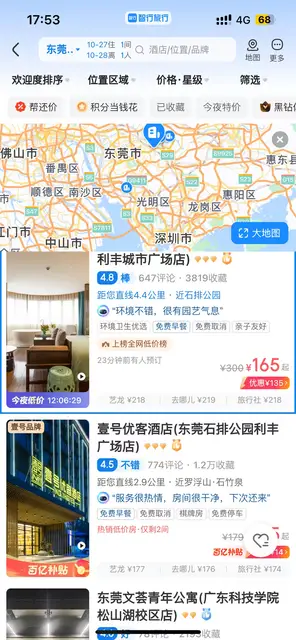 17:53
智行旅行
4G 68
东莞..
10-27住 1间
10-28离 1人
酒店/位置/品牌
地图
更多
欢迎度排序
位置区域
价格·星级
筛选
帮还价
积分当钱花
已收藏
今夜特价
黑钻
佛山市
东莞市
番禺区
惠东县
顺德区
南沙区
光明区
惠阳区
龙岗区
江门市
中山市
深圳市
大地图
利丰城市广场店)
4.8 棒 647评论 · 3819收藏
距您直线4.4公里 · 近石排公园
“环境不错，很有园艺气息”
环境卫生优选 免费早餐 免费取消 亲子友好
上榜全网低价榜
23分钟前有人预订
¥300 ¥165起
优惠¥135
今夜低价 12:06:29
艺龙 ¥218
去哪儿 ¥219
旅行社 ¥218
壹号品牌
壹号优客酒店(东莞石排公园利丰
广场店)
4.5 不错 774评论 · 1.2万收藏
距您直线2.9公里 · 近罗浮山·石竹泉
“服务很热情，房间很干净，下次还来”
免费早餐 免费取消 棋牌房 免费停车
热销低价房·仅剩2间
¥179
起
百亿补贴
百亿补贴
艺龙 ¥177
去哪儿 ¥176
旅行社 ¥174
东莞文荟青年公寓(广东科学院
松山湖校区店)